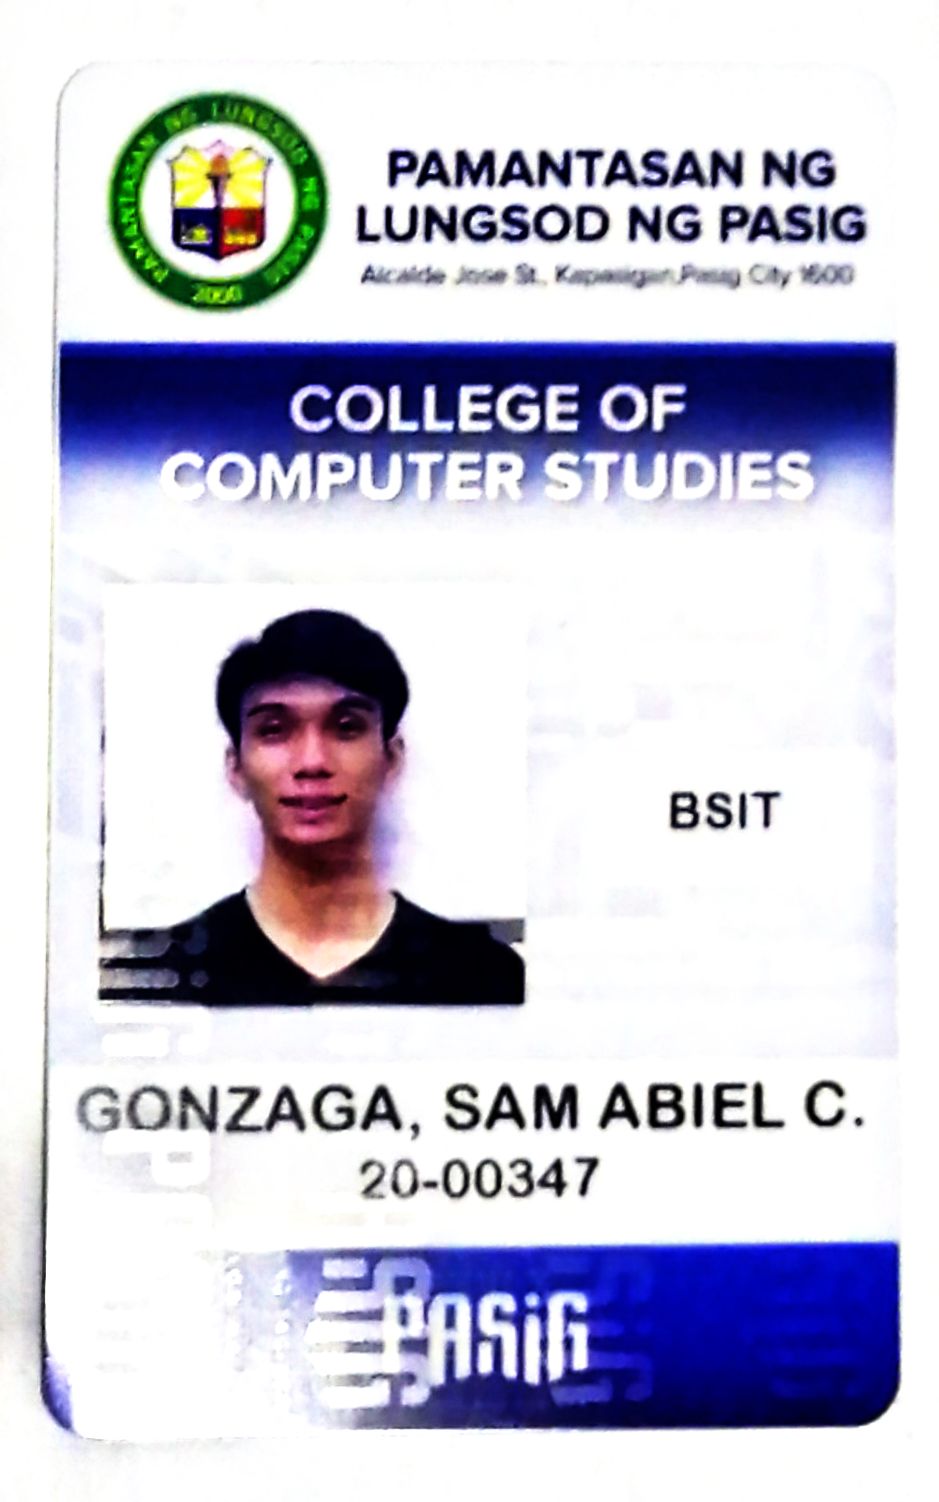 PAMANTASAN NG LUNGSOD NG PASIG
2000
PAMANTASAN NG
LUNGSOD NG PASIG
Alcalde Jose St., Kapasigan,Pasig City 1600
COLLEGE OF
COMPUTER STUDIES
BSIT
GONZAGA, SAM ABIEL C.
20-00347
PASiG